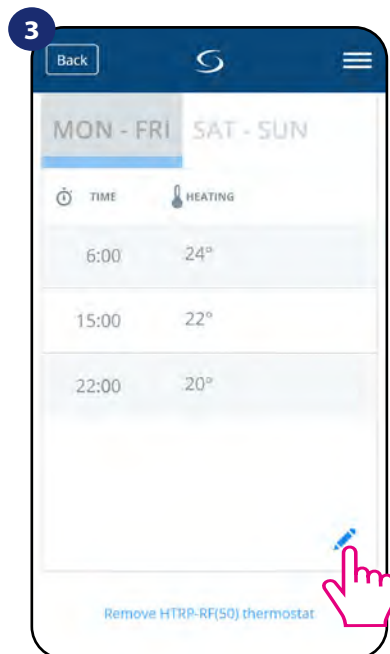 3
Back
MON - FRI SAT - SUN
TIME HEATING
6:00 24°
15:00 22°
22:00 20°
Remove HTRP-RF(50) thermostat